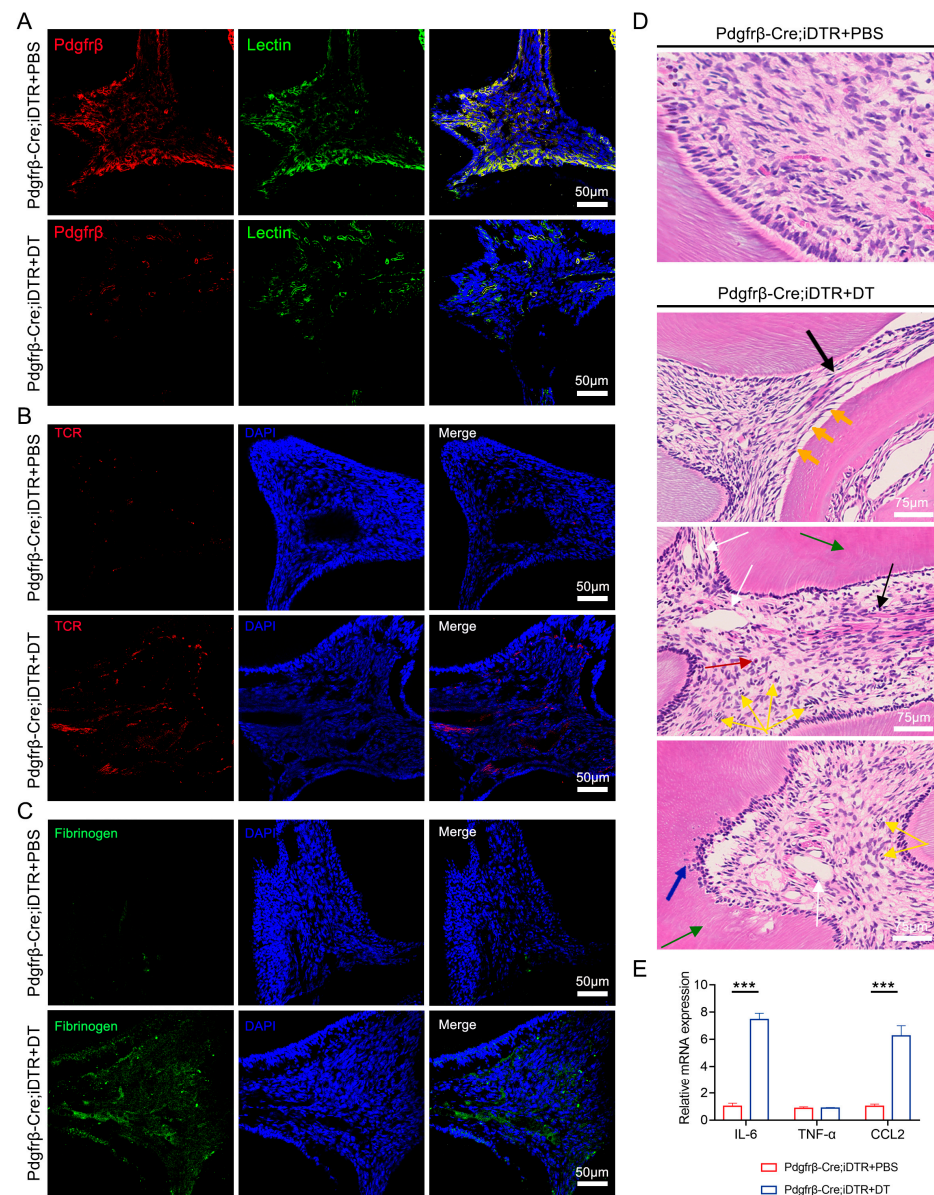 A
Pdgfrβ-Cre;iDTR+PBS
Pdgfrβ
Lectin
50μm
Pdgfrβ-Cre;iDTR+DT
Pdgfrβ
Lectin
50μm
B
Pdgfrβ-Cre;iDTR+PBS
TCR
DAPI
Merge
50μm
Pdgfrβ-Cre;iDTR+DT
TCR
DAPI
Merge
50μm
C
Pdgfrβ-Cre;iDTR+PBS
Fibrinogen
DAPI
Merge
50μm
Pdgfrβ-Cre;iDTR+DT
Fibrinogen
DAPI
Merge
50μm
D
Pdgfrβ-Cre;iDTR+PBS
Pdgfrβ-Cre;iDTR+DT
75μm
75μm
75μm
E
Relative mRNA expression
10
8
6
4
2
0
***
***
IL-6
TNF-α
CCL2
Pdgfrβ-Cre;iDTR+PBS
Pdgfrβ-Cre;iDTR+DT